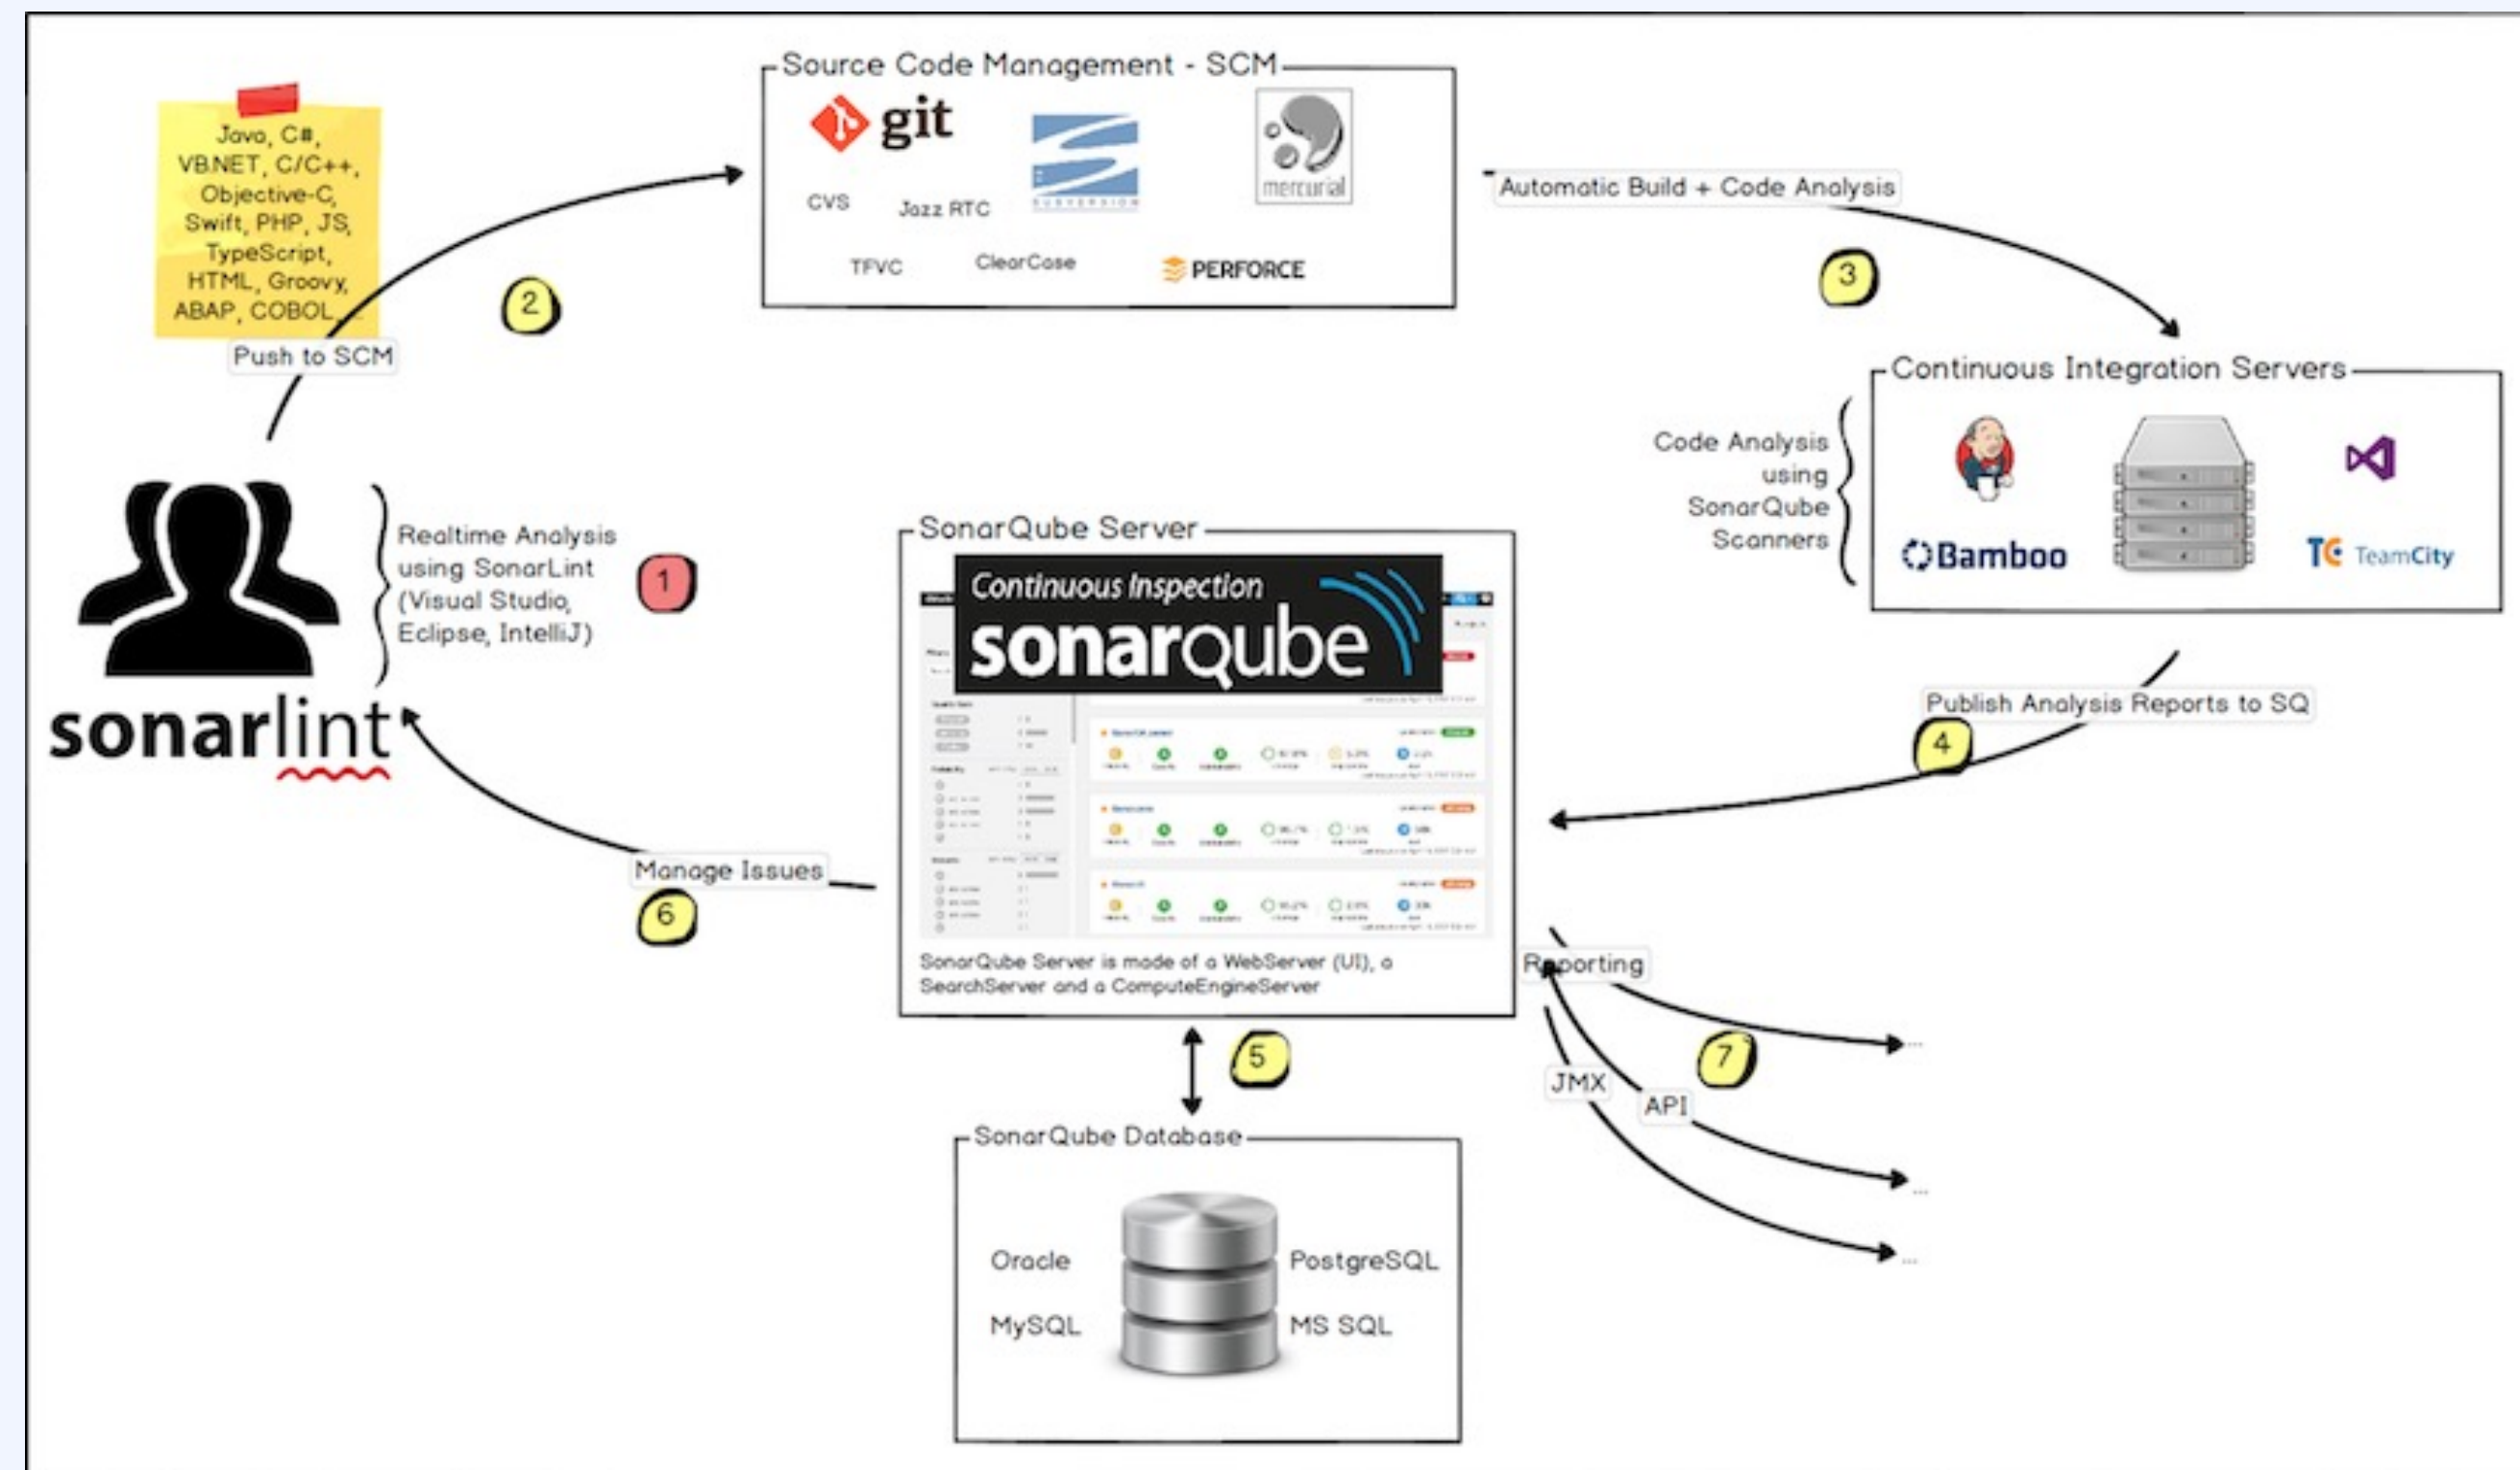 Java, C#,
VB.NET, C/C++,
Objective-C,
Swift, PHP, JS,
TypeScript,
HTML, Groovy,
ABAP, COBOL, ...
Push to SCM
2
Source Code Management - SCM
git
SUBVERSION
mercurial
CVS
Jazz RTC
TFVC
ClearCase
PERFORCE
Automatic Build + Code Analysis
3
Continuous Integration Servers
Code Analysis
using
SonarQube
Scanners
Bamboo
TC TeamCity
Realtime Analysis
using SonarLint
(Visual Studio,
Eclipse, IntelliJ)
1
sonarlint
SonarQube Server
Continuous Inspection
sonarqube
SonarQube Server is made of a WebServer (UI), a
SearchServer and a ComputeEngineServer
Publish Analysis Reports to SQ
4
Manage Issues
6
Reporting
...
7
JMX
API
...
...
5
SonarQube Database
Oracle
PostgreSQL
MySQL
MS SQL